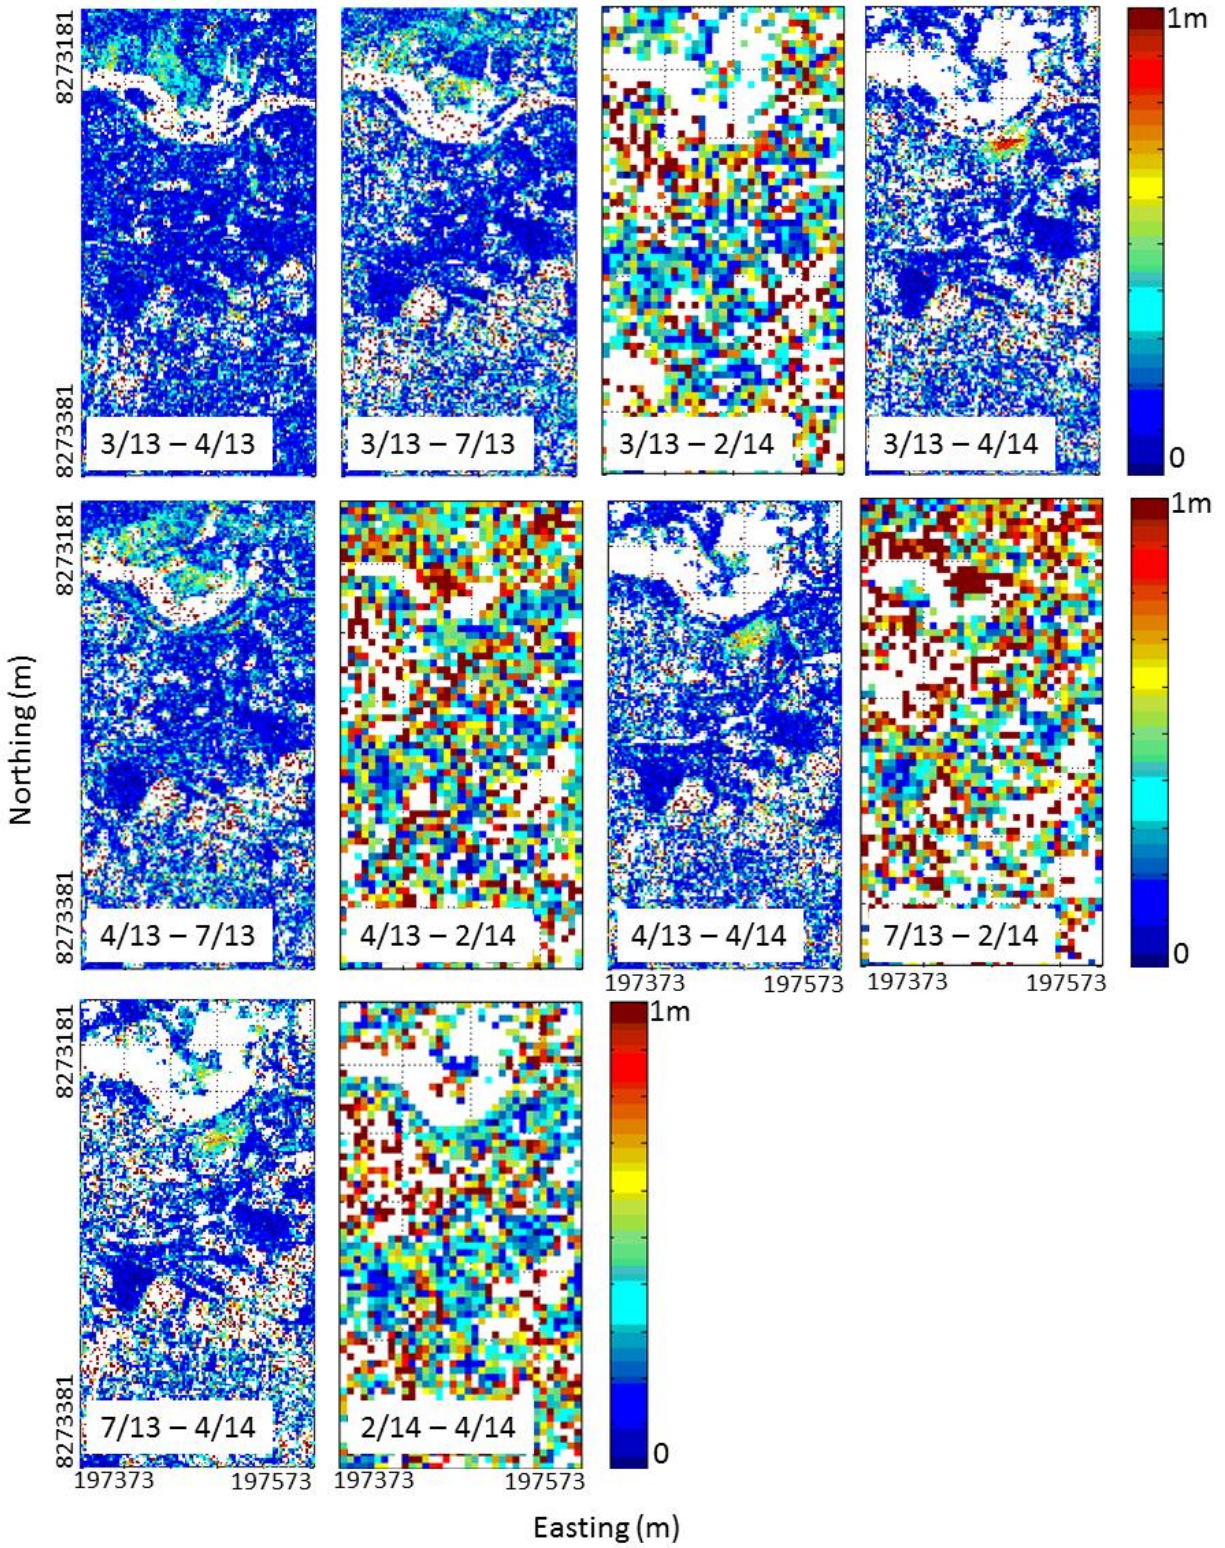 8273181
8273381
3/13 – 4/13
3/13 – 7/13
3/13 – 2/14
3/13 – 4/14
1m
0
Northing (m)
8273181
8273381
4/13 – 7/13
4/13 – 2/14
4/13 – 4/14
7/13 – 2/14
1m
0
197373
197573
197373
197573
8273181
8273381
7/13 – 4/14
2/14 – 4/14
1m
0
197373
197573
197373
197573
Easting (m)